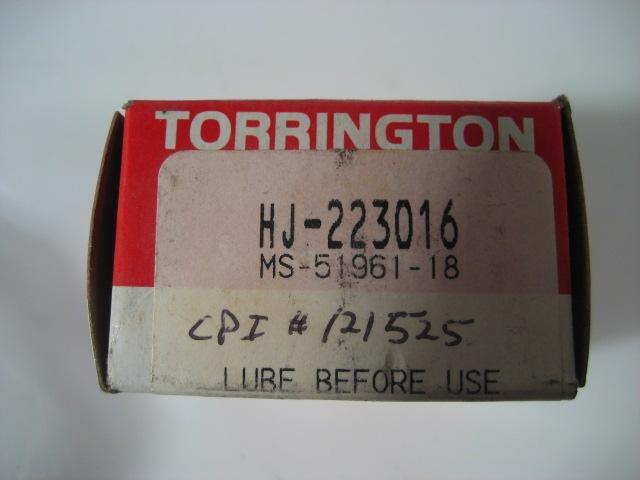 TORRINGTON
HJ-223016
MS-51961-18
CPI # 121525
LUBE BEFORE USE